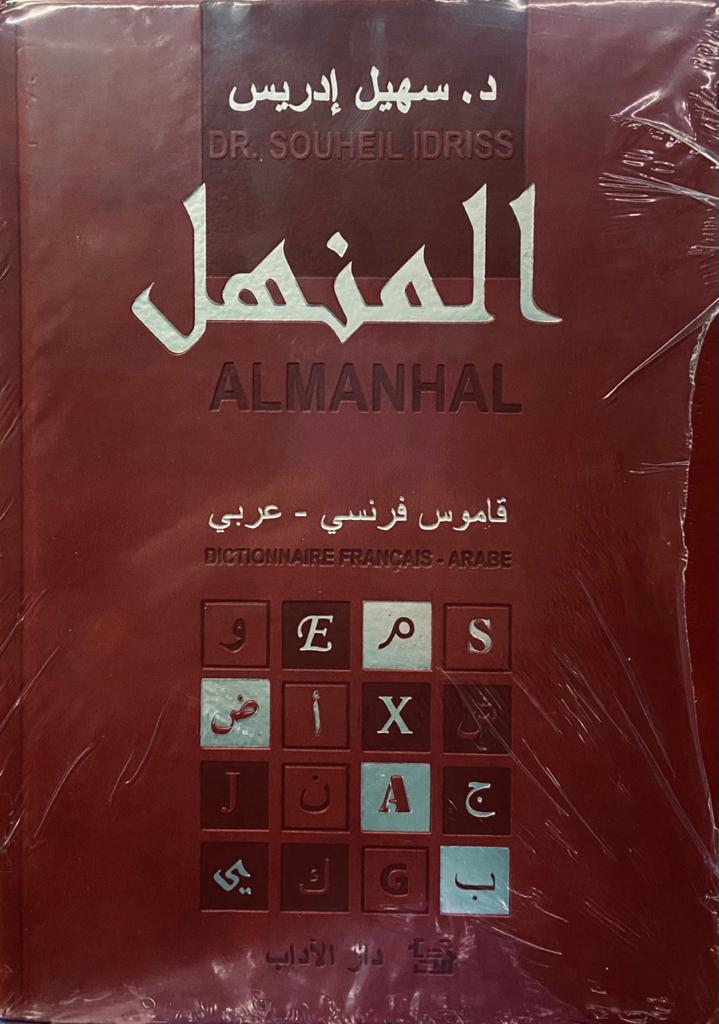 د. سهيل إدريس
DR. SOUHEIL IDRISS
المنهل
ALMANHAL
قاموس فرنسي - عربي
DICTIONNAIRE FRANÇAIS - ARABE
و E م S
ض أ X ش
J ن A ج
ي ك G ب
دار الآداب